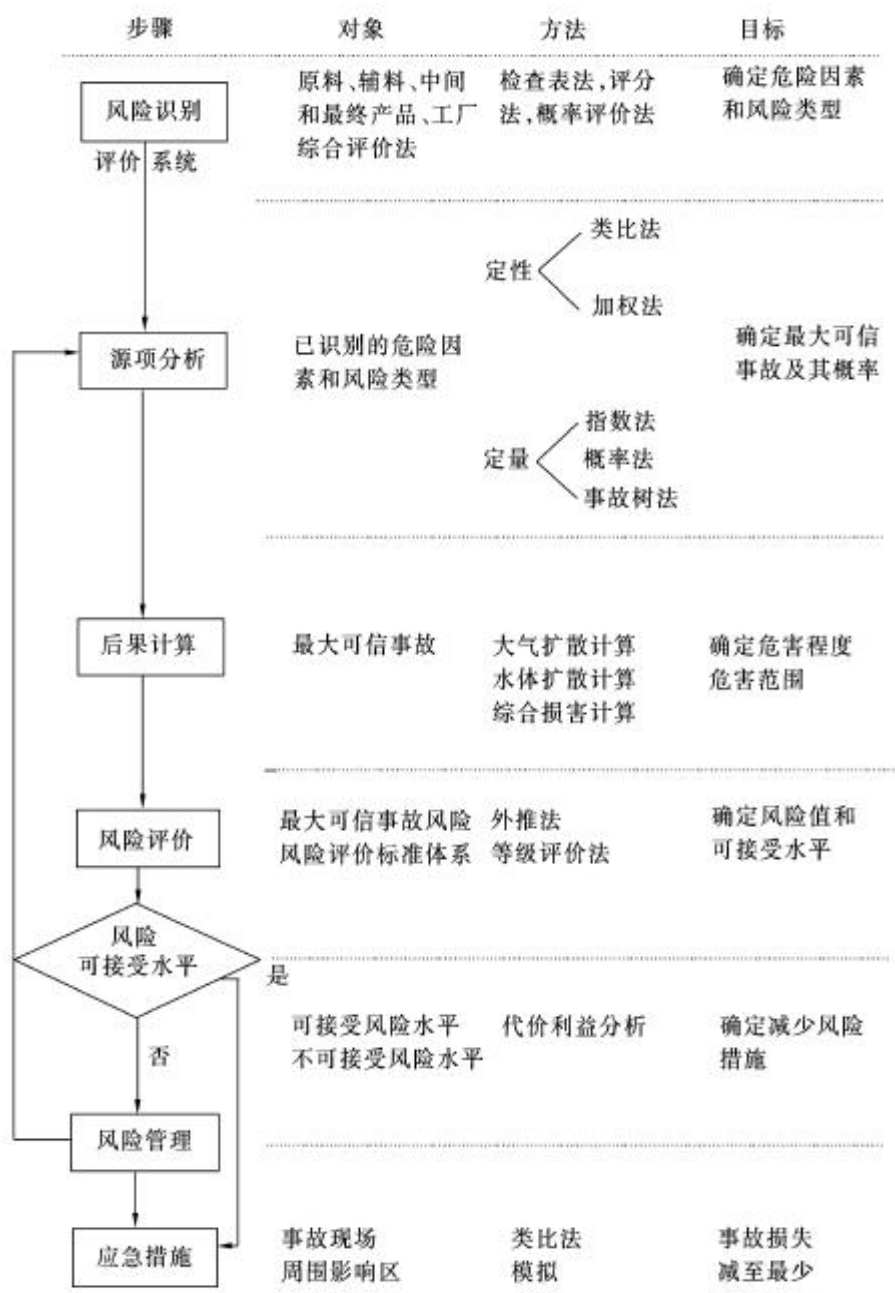 步骤 对象 方法 目标
风险识别
评价 系统
原料、辅料、中间
和最终产品、工厂
综合评价法
检查表法,评分
法,概率评价法
确定危险因素
和风险类型
源项分析
已识别的危险因
素和风险类型
定性
类比法
加权法
定量
指数法
概率法
事故树法
确定最大可信
事故及其概率
后果计算
最大可信事故
大气扩散计算
水体扩散计算
综合损害计算
确定危害程度
危害范围
风险评价
最大可信事故风险
风险评价标准体系
外推法
等级评价法
确定风险值和
可接受水平
风险
可接受水平
是
否
可接受风险水平
不可接受风险水平
代价利益分析
确定减少风险
措施
风险管理
应急措施
事故现场
周围影响区
类比法
模拟
事故损失
减至最少